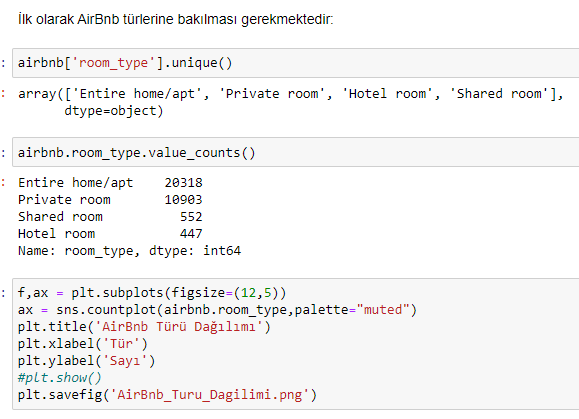 İlk olarak AirBnb türlerine bakılması gerekmektedir:
: airbnb['room_type'].unique()
: array(['Entire home/apt', 'Private room', 'Hotel room', 'Shared room'],
dtype=object)
: airbnb.room_type.value_counts()
: Entire home/apt    20318
Private room       10903
Shared room          552
Hotel room           447
Name: room_type, dtype: int64
: f,ax = plt.subplots(figsize=(12,5))
ax = sns.countplot(airbnb.room_type,palette="muted")
plt.title('AirBnb Türü Dağılımı')
plt.xlabel('Tür')
plt.ylabel('Sayı')
#plt.show()
plt.savefig('AirBnb_Turu_Dagilimi.png')